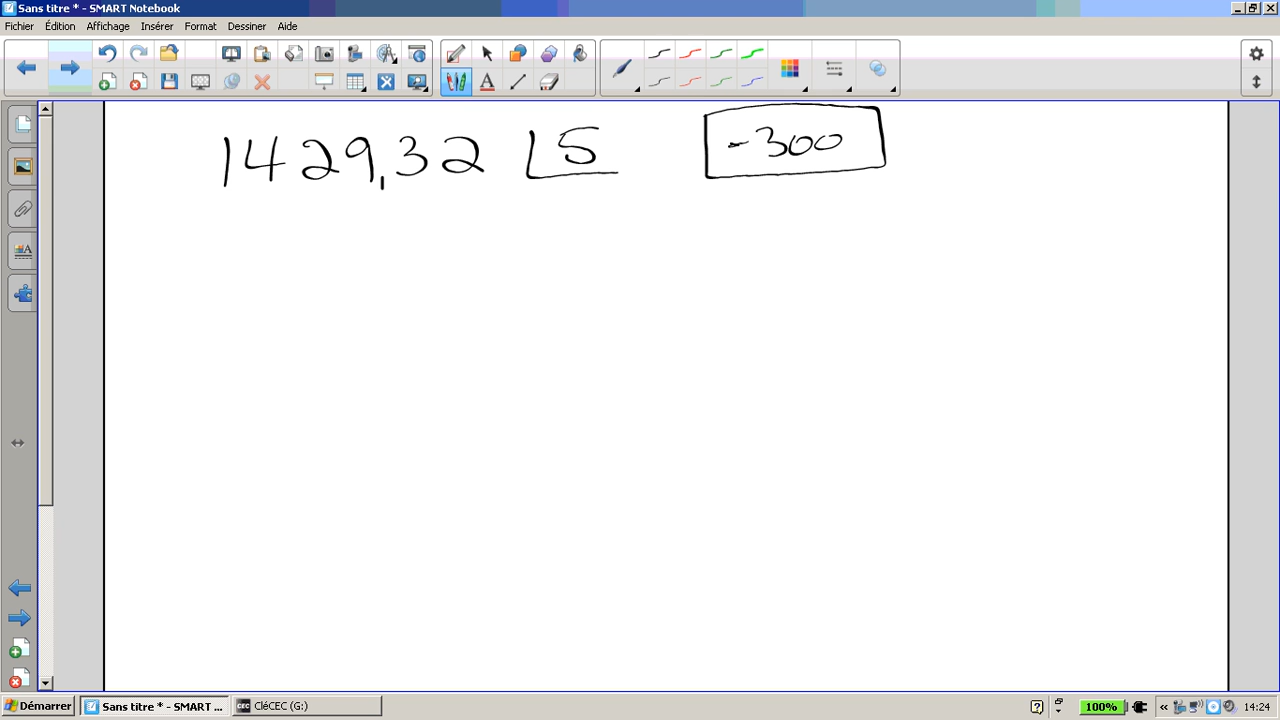 Sans titre * - SMART Notebook
Fichier Édition Affichage Insérer Format Dessiner Aide
1429,32 5 -300
Démarrer Sans titre * - SMART ... CléCEC (G:) 100% « 14:24